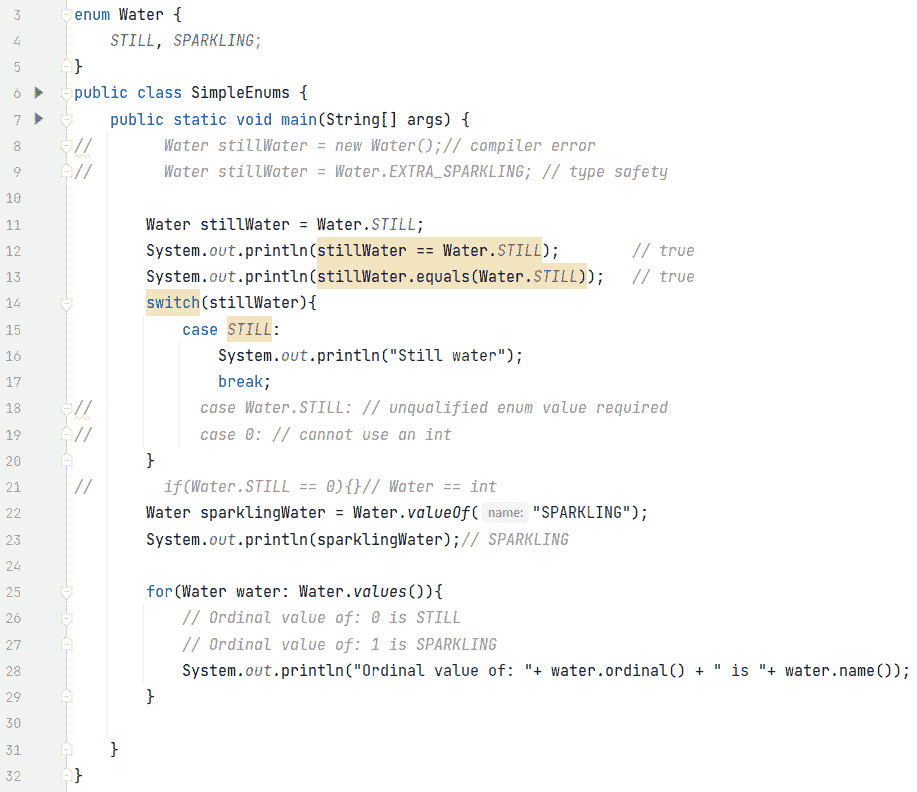 3 enum Water {
4     STILL, SPARKLING;
5 }
6 public class SimpleEnums {
7     public static void main(String[] args) {
8 //        Water stillWater = new Water();// compiler error
9 //        Water stillWater = Water.EXTRA_SPARKLING; // type safety
10
11         Water stillWater = Water.STILL;
12         System.out.println(stillWater == Water.STILL);        // true
13         System.out.println(stillWater.equals(Water.STILL));   // true
14         switch(stillWater){
15             case STILL:
16                 System.out.println("Still water");
17                 break;
18 //            case Water.STILL: // unqualified enum value required
19 //            case 0: // cannot use an int
20         }
21 //        if(Water.STILL == 0){}// Water == int
22         Water sparklingWater = Water.valueOf( name: "SPARKLING");
23         System.out.println(sparklingWater);// SPARKLING
24
25         for(Water water: Water.values()){
26             // Ordinal value of: 0 is STILL
27             // Ordinal value of: 1 is SPARKLING
28             System.out.println("Ordinal value of: "+ water.ordinal() + " is "+ water.name());
29         }
30
31     }
32 }